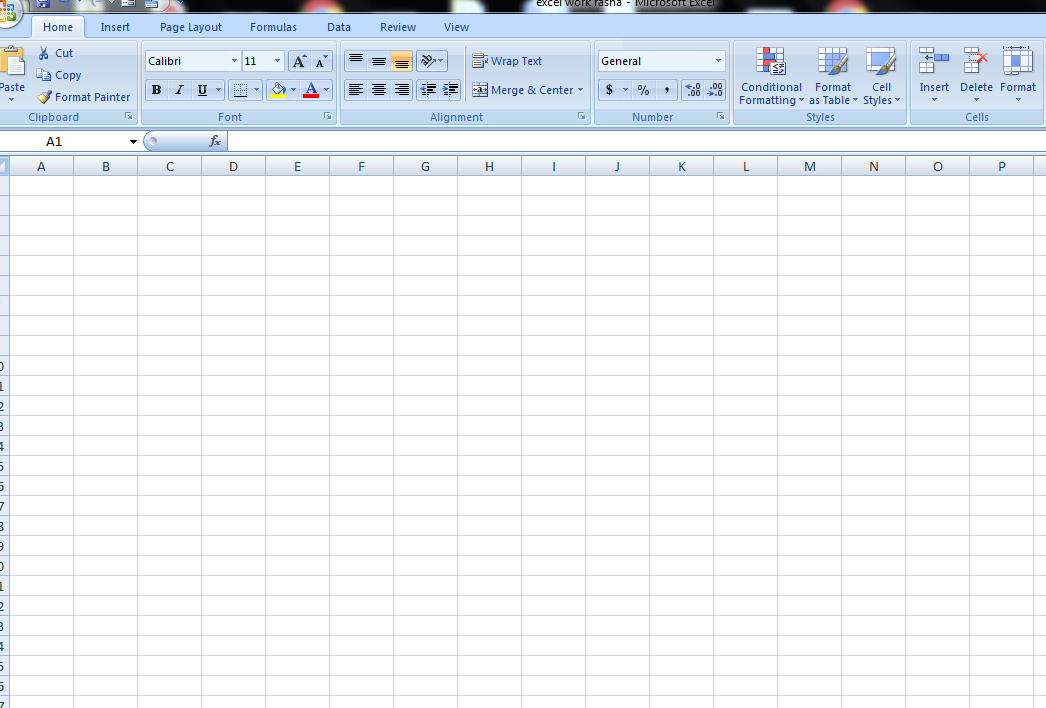 excel work rasha - Microsoft Excel
Home Insert Page Layout Formulas Data Review View
Paste Cut Copy Format Painter
Calibri 11 A A Wrap Text General Conditional Formatting Format as Table Cell Styles Insert Delete Format
B I U A Merge & Center $ % ,
Clipboard Font Alignment Number Styles Cells
A1 fx
A B C D E F G H I J K L M N O P